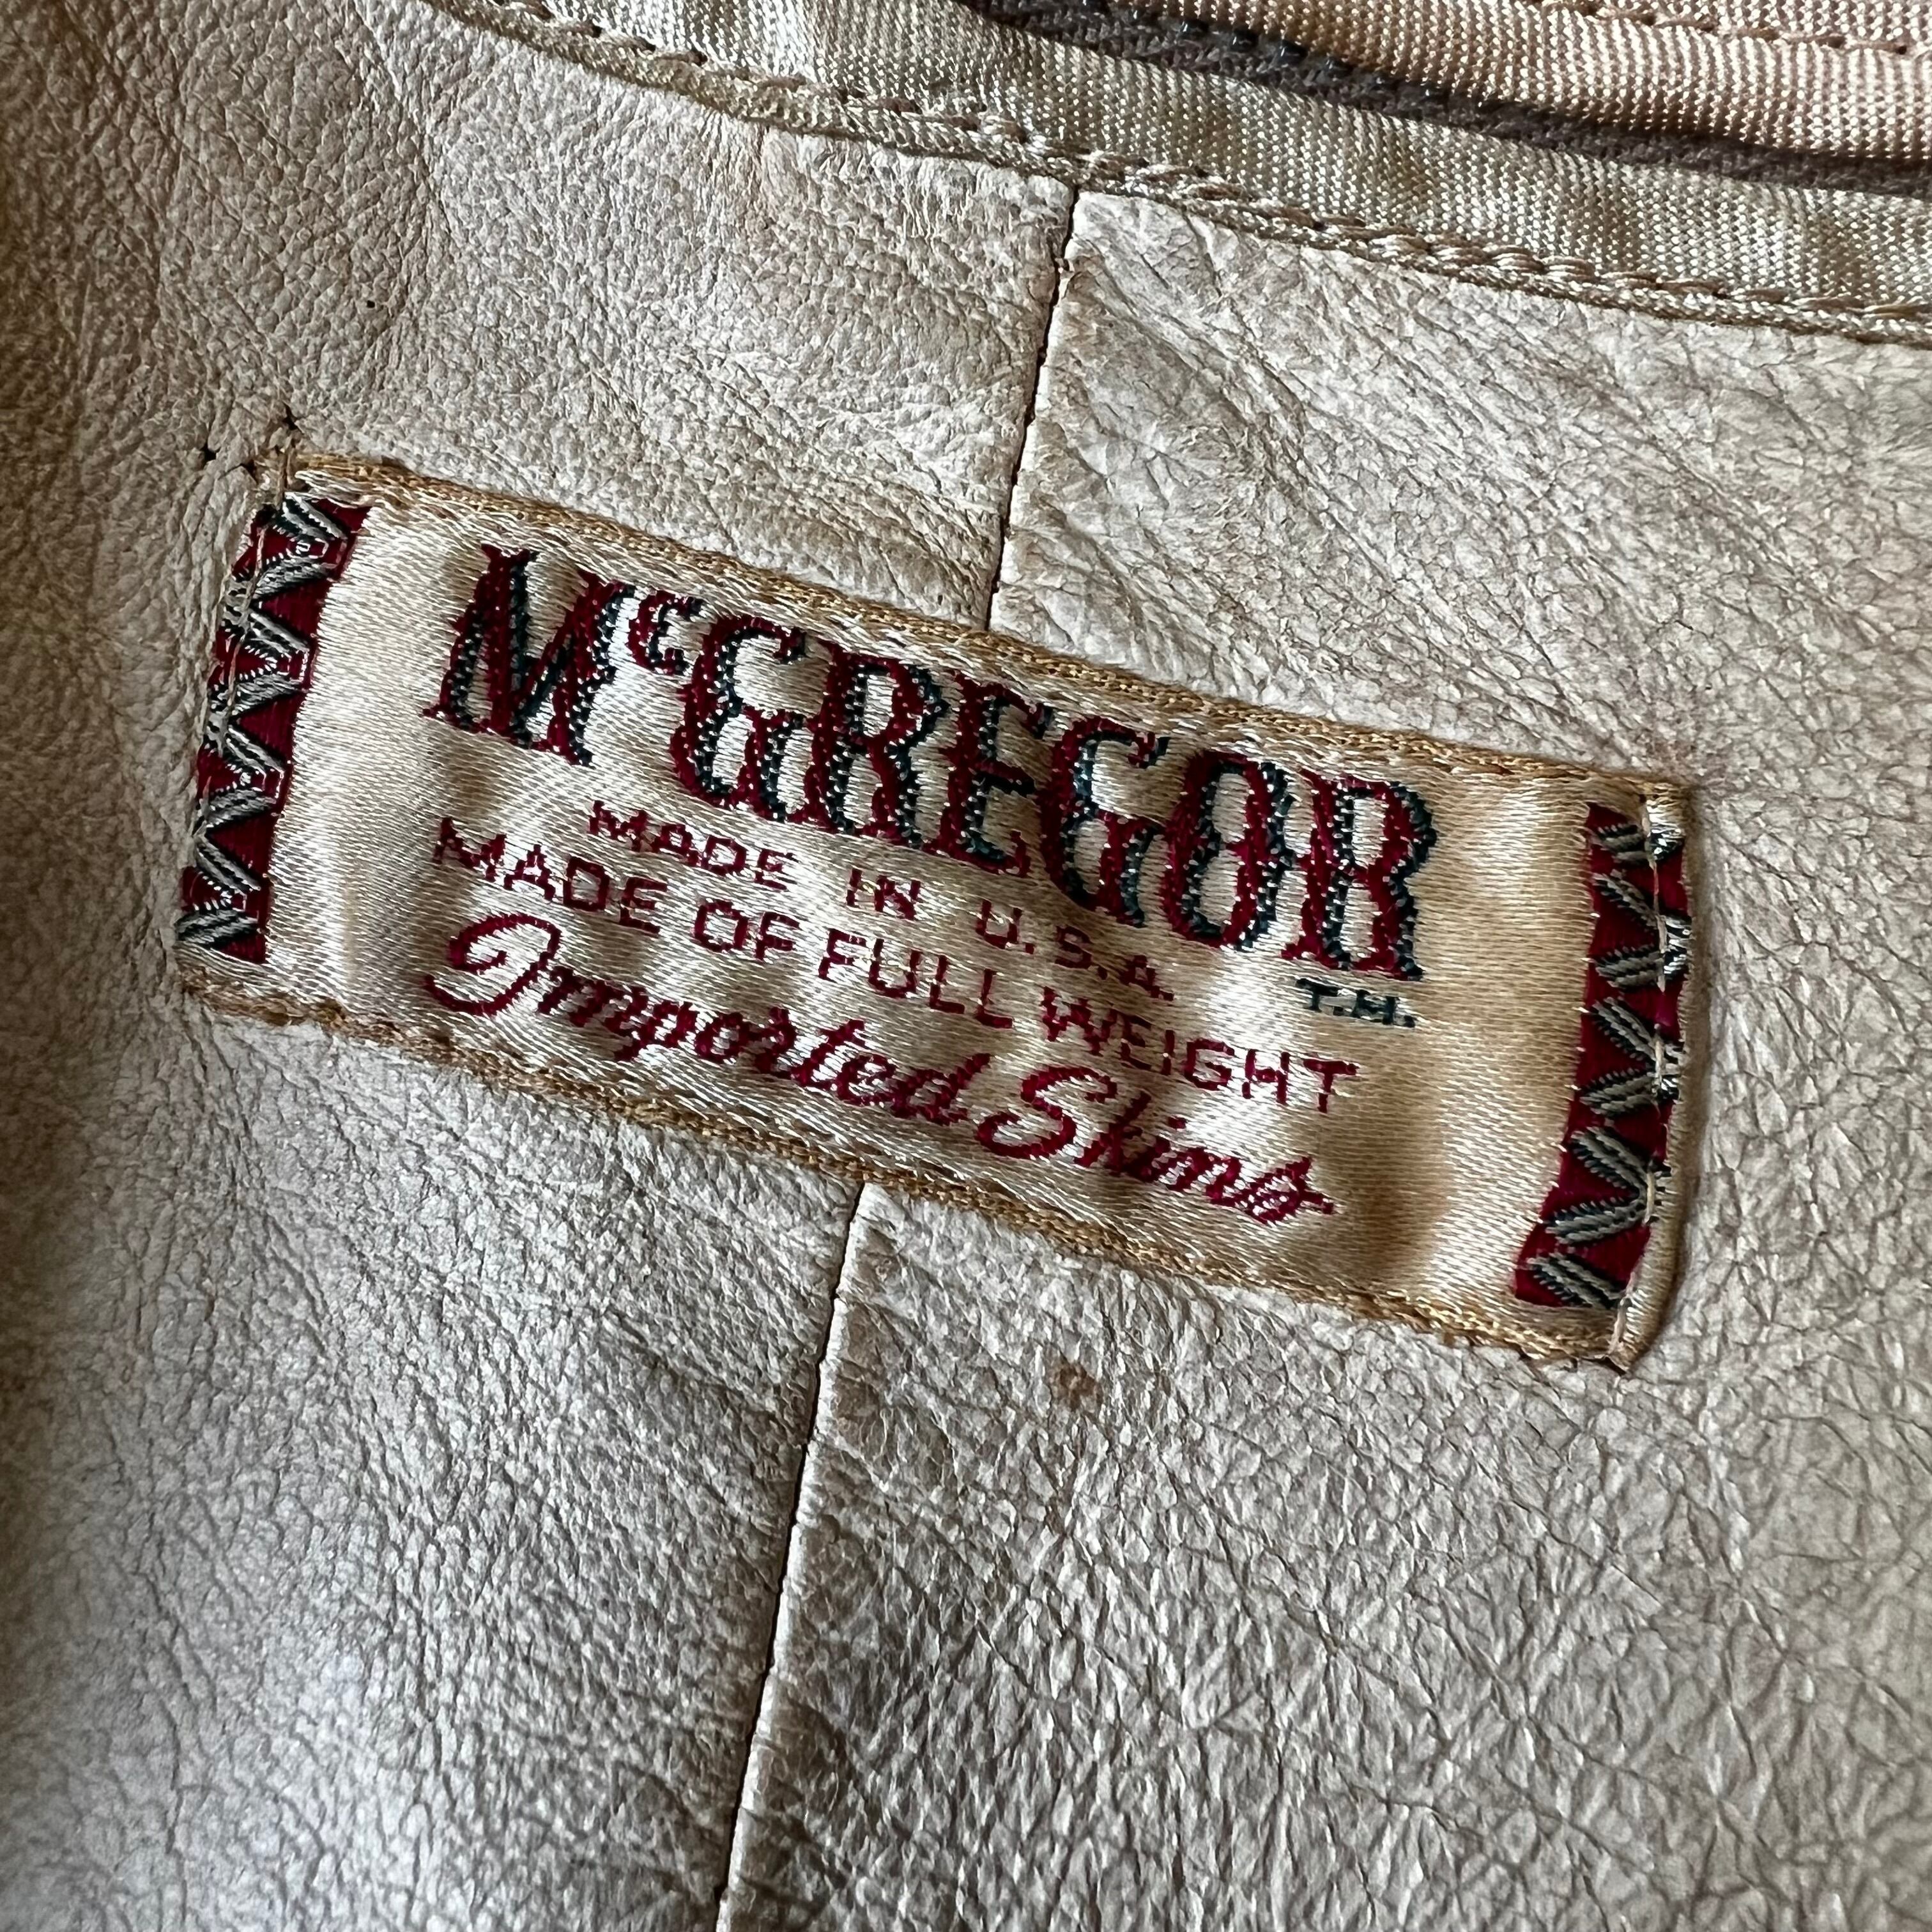 McGREGOR
T.M.
MADE IN U.S.A.
MADE OF FULL WEIGHT
Imported Skins